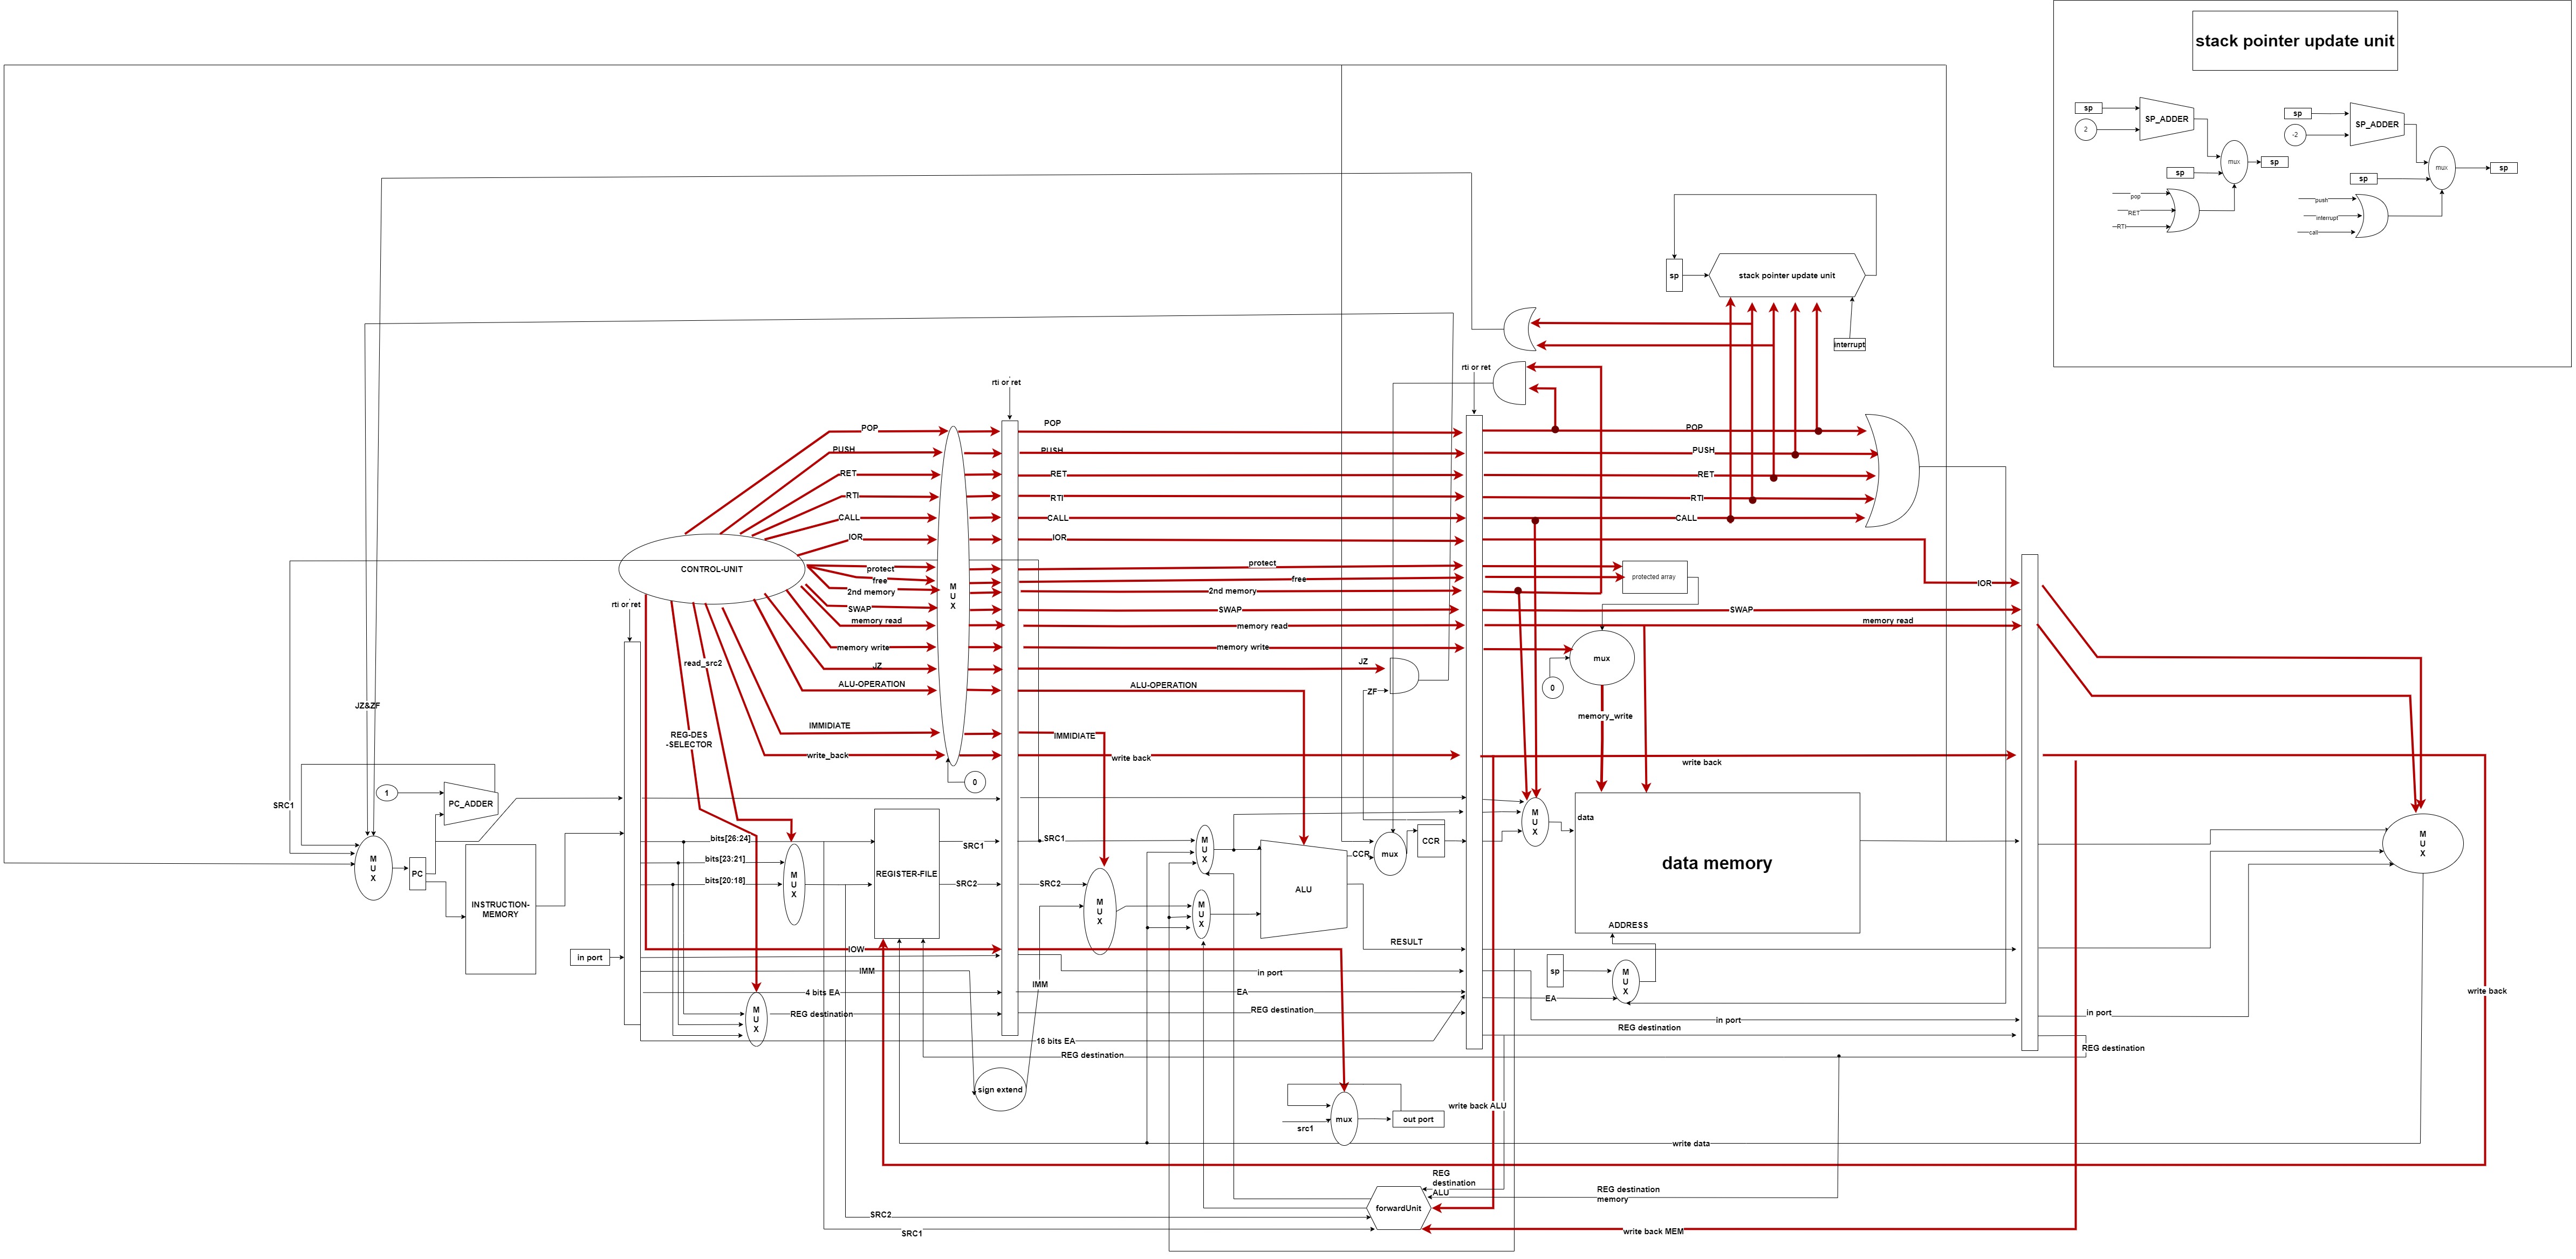 stack pointer update unit
sp
SP_ADDER
2
mux
sp
sp
pop
RET
RTI
sp
SP_ADDER
-2
mux
sp
sp
push
interrupt
call
sp
stack pointer update unit
interrupt
rti or ret
rti or ret
rti or ret
POP
PUSH
RET
RTI
CALL
IOR
protect
free
2nd memory
SWAP
memory read
memory write
JZ
ALU-OPERATION
IMMIDIATE
write_back
CONTROL-UNIT
read_src2
REG-DES
-SELECTOR
M
U
X
0
POP
PUSH
RET
RTI
CALL
IOR
protect
free
2nd memory
SWAP
memory read
memory write
JZ
ALU-OPERATION
IMMIDIATE
write back
ZF
POP
PUSH
RET
RTI
CALL
IOR
protected array
SWAP
memory read
mux
0
memory_write
write back
JZ&ZF
SRC1
1
PC_ADDER
M
U
X
PC
INSTRUCTION-
MEMORY
in port
bits[26:24]
bits[23:21]
bits[20:18]
M
U
X
REGISTER-FILE
SRC1
SRC2
IOW
IMM
4 bits EA
M
U
X
REG destination
16 bits EA
REG destination
sign extend
SRC1
SRC2
IMM
M
U
X
M
U
X
M
U
X
ALU
CCR
mux
CCR
RESULT
in port
EA
REG destination
M
U
X
data
data memory
ADDRESS
sp
M
U
X
EA
in port
REG destination
M
U
X
in port
REG destination
write back
mux
src1
out port
write back ALU
write data
REG
destination
ALU
forwardUnit
REG destination
memory
SRC2
SRC1
write back MEM